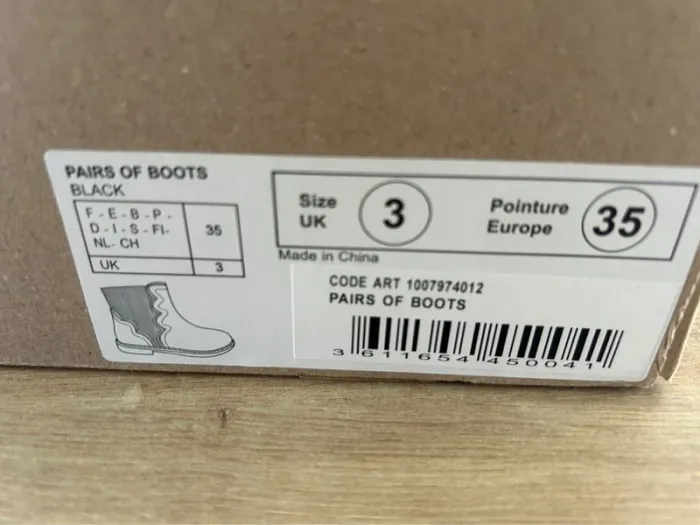 PAIRS OF BOOTS
BLACK
F - E - B - P -
D - I - S - FI-
NL- CH
35
UK
3
Size
UK
3
Pointure
Europe
35
Made in China
CODE ART 1007974012
PAIRS OF BOOTS
3 611654 450041